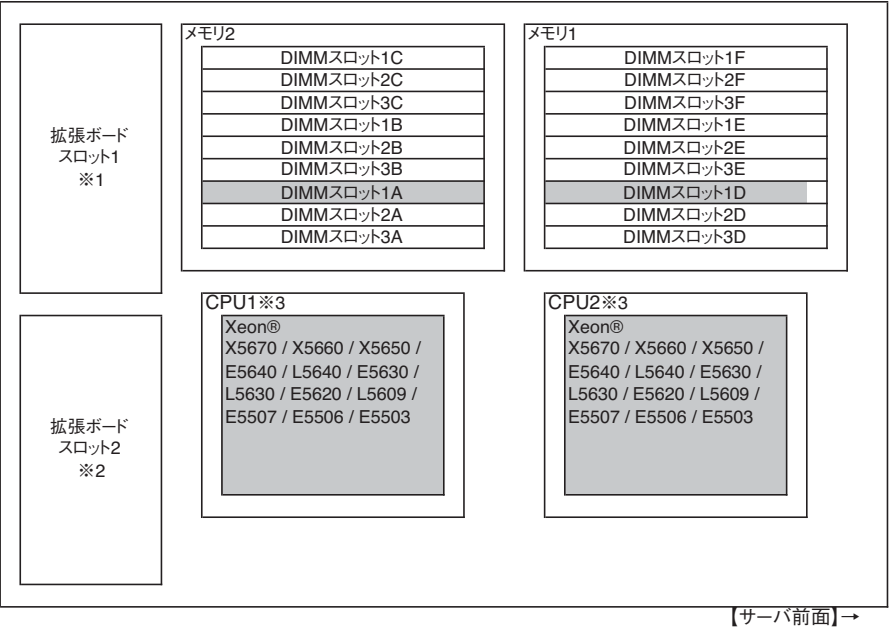 拡張ボード
スロット1
※1
メモリ2
DIMMスロット1C
DIMMスロット2C
DIMMスロット3C
DIMMスロット1B
DIMMスロット2B
DIMMスロット3B
DIMMスロット1A
DIMMスロット2A
DIMMスロット3A
メモリ1
DIMMスロット1F
DIMMスロット2F
DIMMスロット3F
DIMMスロット1E
DIMMスロット2E
DIMMスロット3E
DIMMスロット1D
DIMMスロット2D
DIMMスロット3D
拡張ボード
スロット2
※2
CPU1※3
Xeon®
X5670 / X5660 / X5650 /
E5640 / L5640 / E5630 /
L5630 / E5620 / L5609 /
E5507 / E5506 / E5503
CPU2※3
Xeon®
X5670 / X5660 / X5650 /
E5640 / L5640 / E5630 /
L5630 / E5620 / L5609 /
E5507 / E5506 / E5503
【サーバ前面】→